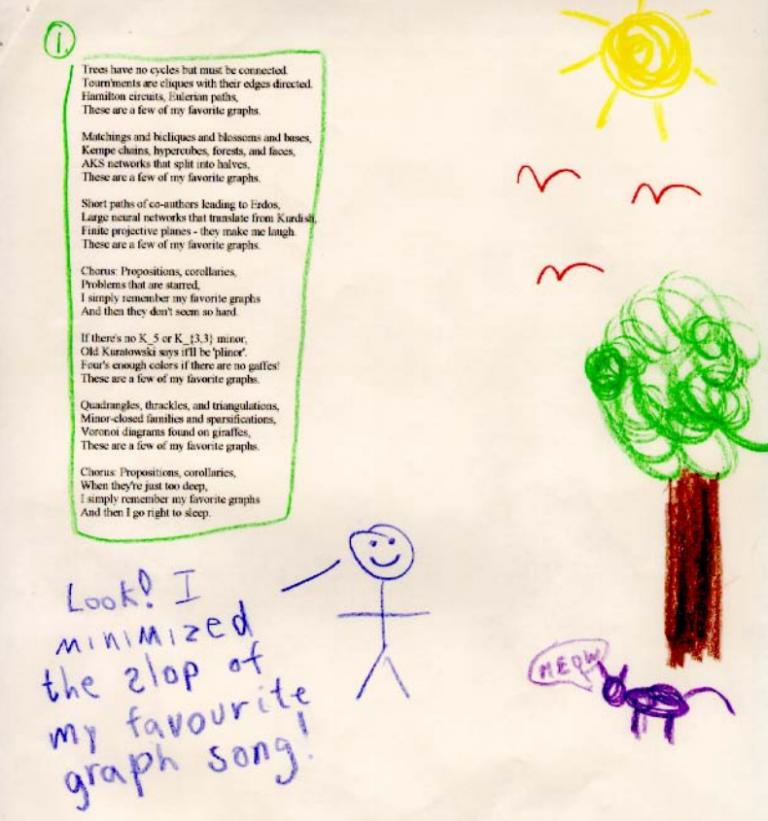 1.
Trees have no cycles but must be connected.
Tourn'ments are cliques with their edges directed.
Hamilton circuits, Eulerian paths,
These are a few of my favorite graphs.
Matchings and bicliques and blossoms and bases,
Kempe chains, hypercubes, forests, and faces,
AKS networks that split into halves,
These are a few of my favorite graphs.
Short paths of co-authors leading to Erdos,
Large neural networks that translate from Kurdish,
Finite projective planes - they make me laugh.
These are a few of my favorite graphs.
Chorus: Propositions, corollaries,
Problems that are starred,
I simply remember my favorite graphs
And then they don't seem so hard.
If there's no K_5 or K_{3,3} minor,
Old Kuratowski says it'll be 'plinor'.
Four's enough colors if there are no gaffes!
These are a few of my favorite graphs.
Quadrangles, thrackles, and triangulations,
Minor-closed families and sparsifications,
Voronoi diagrams found on giraffes,
These are a few of my favorite graphs.
Chorus: Propositions, corollaries,
When they're just too deep,
I simply remember my favorite graphs
And then I go right to sleep.
Look! I
minimized
the zlop of
my favourite
graph song!
MEOW